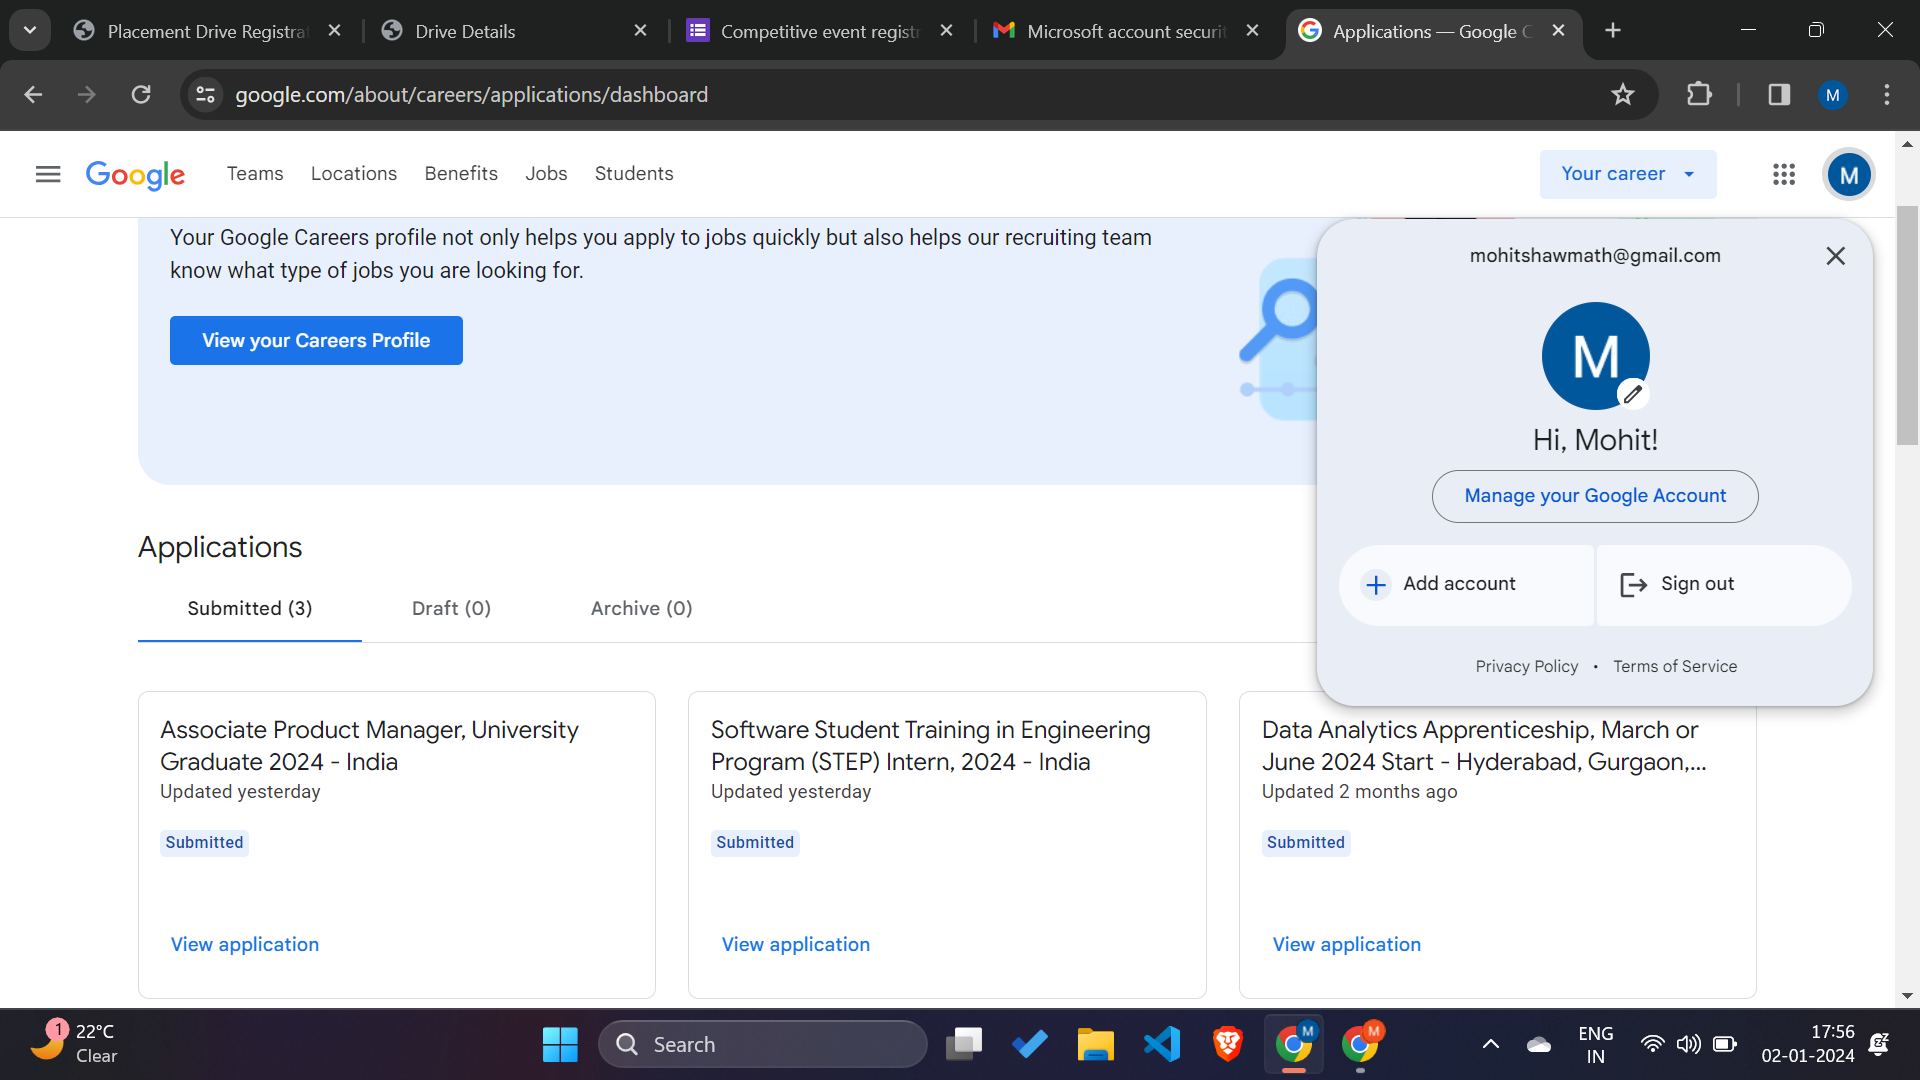 Placement Drive Registra
Drive Details
Competitive event registr
Microsoft account securit
Applications — Google C
google.com/about/careers/applications/dashboard
M
Google
Teams
Locations
Benefits
Jobs
Students
Your career
M
Your Google Careers profile not only helps you apply to jobs quickly but also helps our recruiting team
know what type of jobs you are looking for.
View your Careers Profile
mohitshawmath@gmail.com
M
Hi, Mohit!
Manage your Google Account
Add account
Sign out
Privacy Policy • Terms of Service
Applications
Submitted (3)
Draft (0)
Archive (0)
Associate Product Manager, University
Graduate 2024 - India
Updated yesterday
Submitted
View application
Software Student Training in Engineering
Program (STEP) Intern, 2024 - India
Updated yesterday
Submitted
View application
Data Analytics Apprenticeship, March or
June 2024 Start - Hyderabad, Gurgaon,...
Updated 2 months ago
Submitted
View application
1
22°C
Clear
Search
M
M
ENG
IN
17:56
02-01-2024